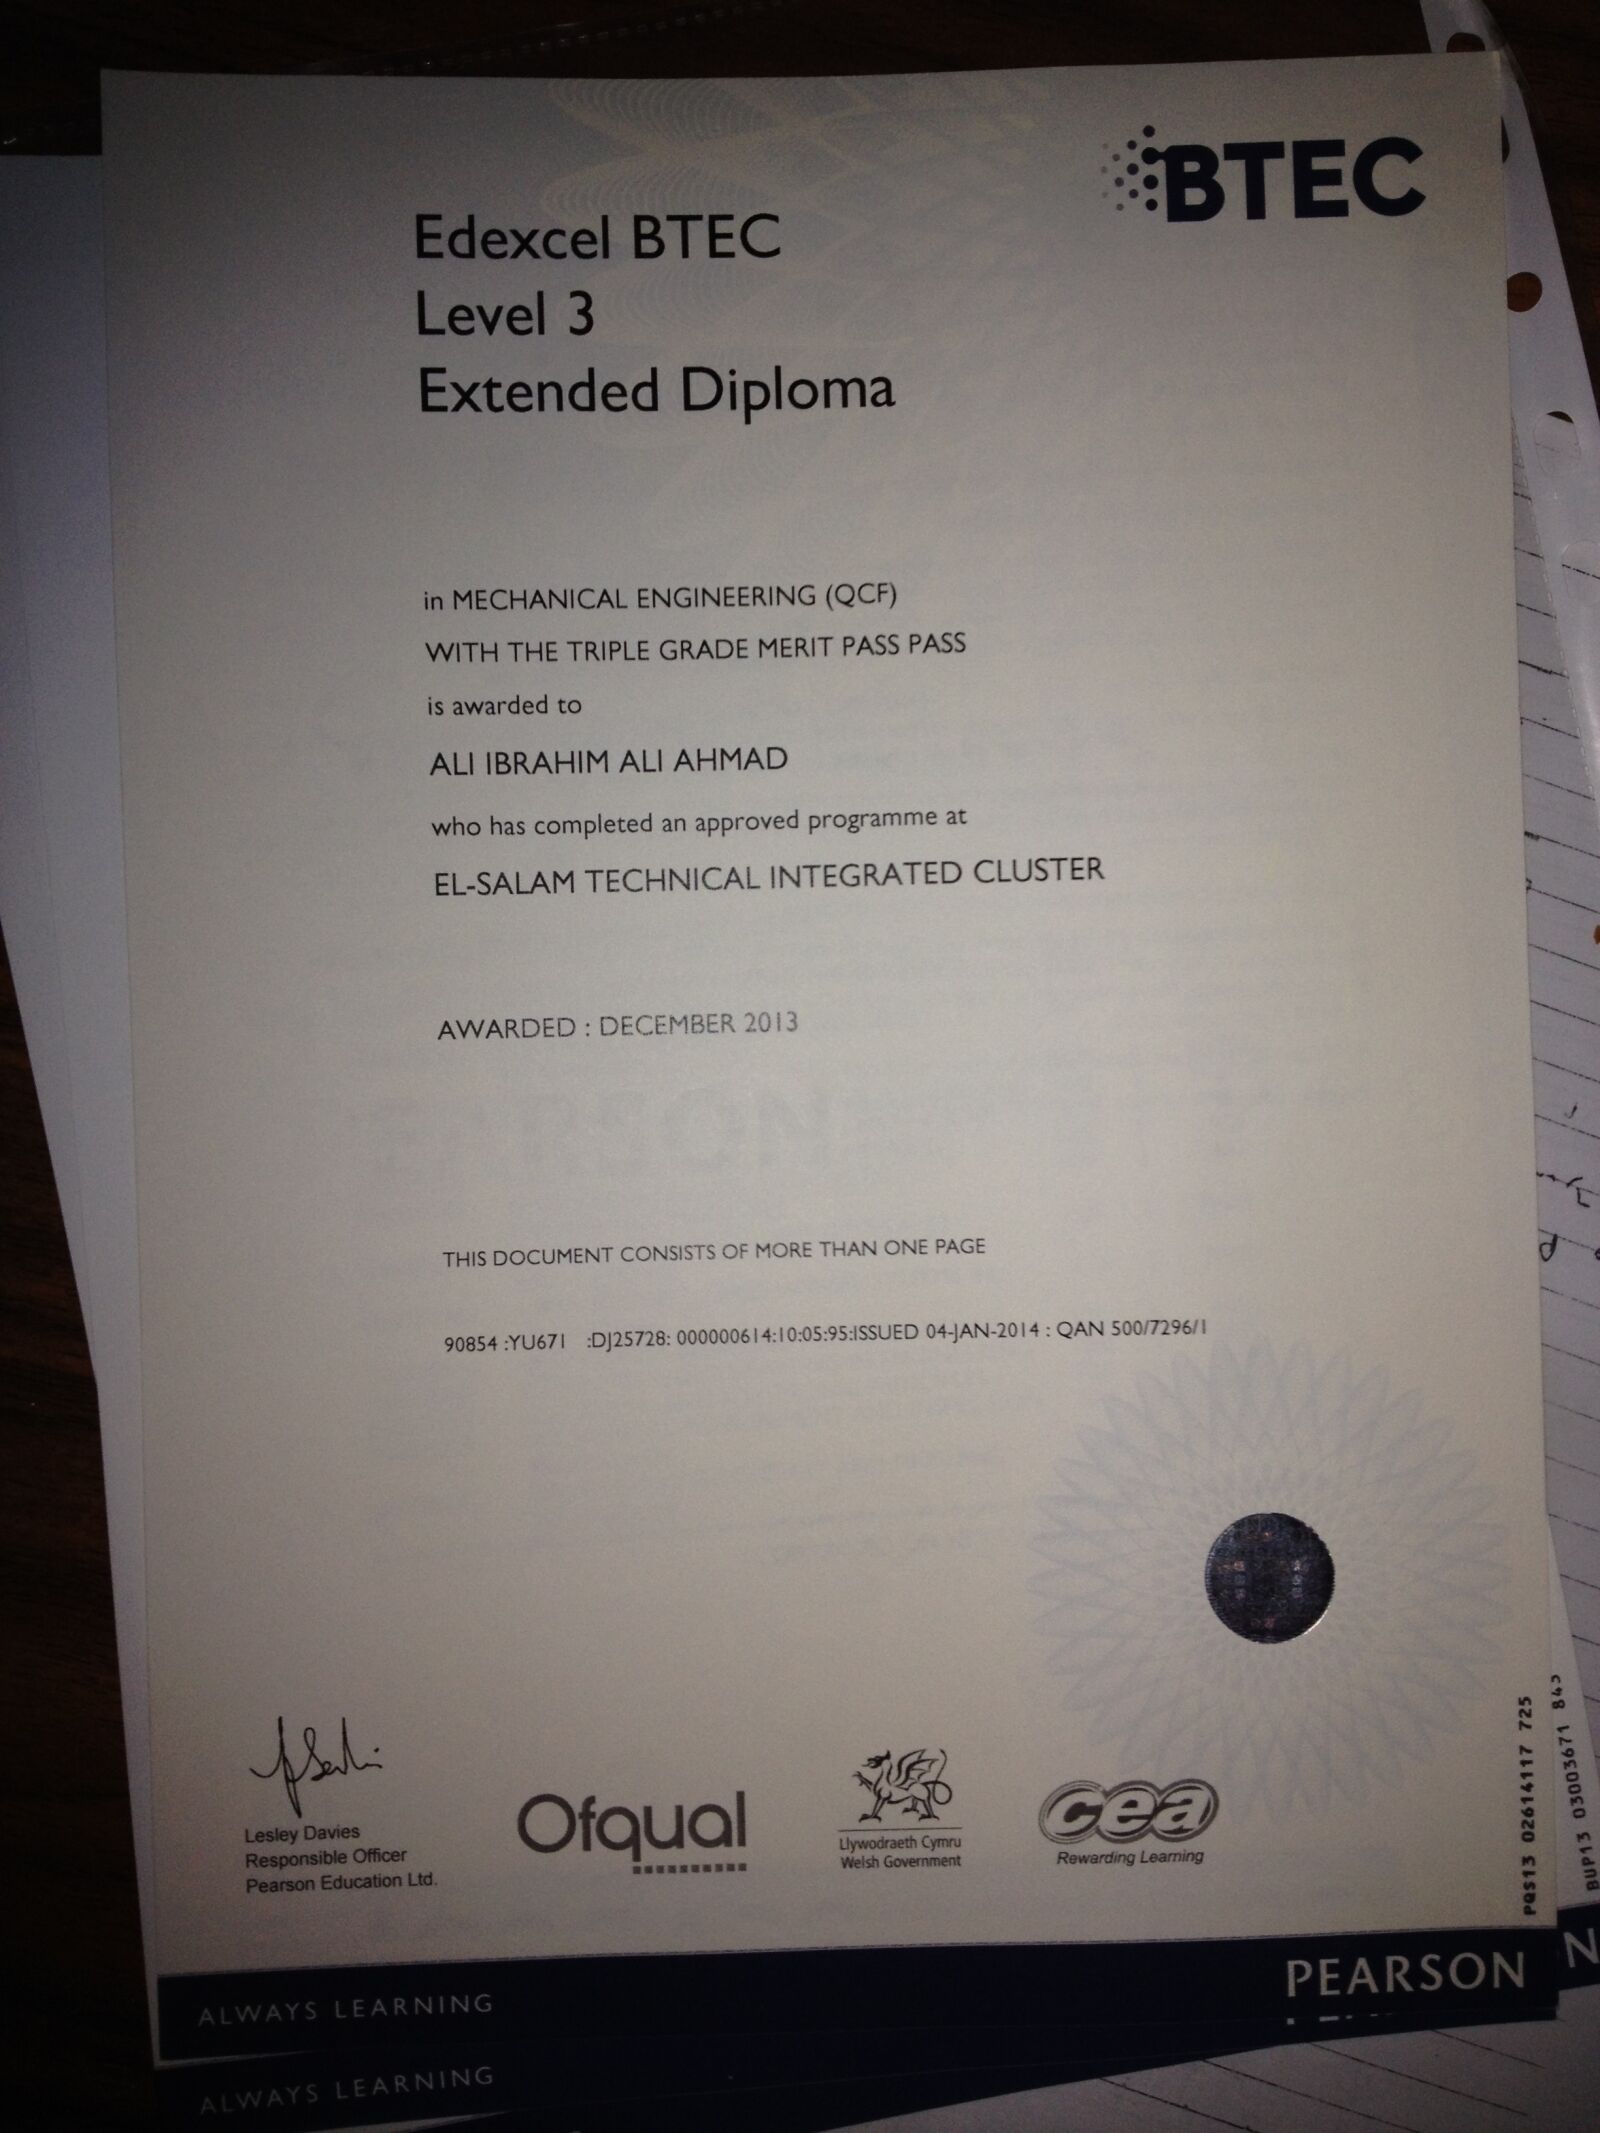 BTEC
Edexcel BTEC
Level 3
Extended Diploma
in MECHANICAL ENGINEERING (QCF)
WITH THE TRIPLE GRADE MERIT PASS PASS
is awarded to
ALI IBRAHIM ALI AHMAD
who has completed an approved programme at
EL-SALAM TECHNICAL INTEGRATED CLUSTER
AWARDED : DECEMBER 2013
THIS DOCUMENT CONSISTS OF MORE THAN ONE PAGE
90854 :YU671 :DJ25728: 000000614:10:05:95:ISSUED 04-JAN-2014 : QAN 500/7296/1
Lesley Davies
Responsible Officer
Pearson Education Ltd.
Ofqual
Llywodraeth Cymru
Welsh Government
cea
Rewarding Learning
PQS13 02614117 725
BUP13 03003671 845
ALWAYS LEARNING
PEARSON
N
ALWAYS LEARNING